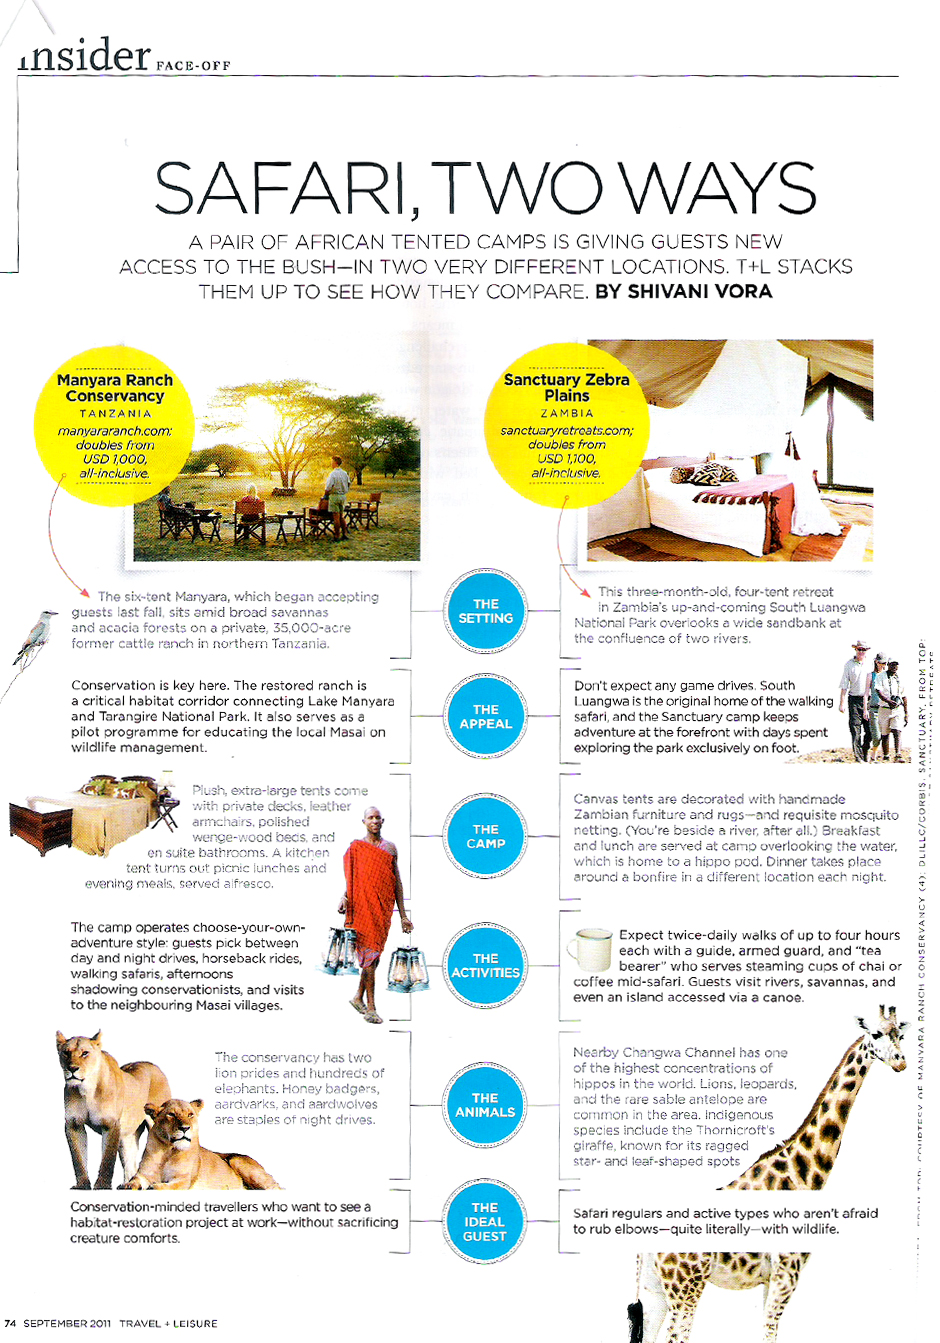 insider FACE-OFF
SAFARI, TWO WAYS
A PAIR OF AFRICAN TENTED CAMPS IS GIVING GUESTS NEW
ACCESS TO THE BUSH—IN TWO VERY DIFFERENT LOCATIONS. T+L STACKS
THEM UP TO SEE HOW THEY COMPARE. BY SHIVANI VORA
Manyara Ranch
Conservancy
TANZANIA
manyararanch.com;
doubles from
USD 1,000,
all-inclusive.
Sanctuary Zebra
Plains
ZAMBIA
sanctuaryretreats.com;
doubles from
USD 1,100,
all-inclusive.
THE
SETTING
The six-tent Manyara, which began accepting
guests last fall, sits amid broad savannas
and acacia forests on a private, 35,000-acre
former cattle ranch in northern Tanzania.
This three-month-old, four-tent retreat
in Zambia's up-and-coming South Luangwa
National Park overlooks a wide sandbank at
the confluence of two rivers.
THE
APPEAL
Conservation is key here. The restored ranch is
a critical habitat corridor connecting Lake Manyara
and Tarangire National Park. It also serves as a
pilot programme for educating the local Masai on
wildlife management.
Don't expect any game drives. South
Luangwa is the original home of the walking
safari, and the Sanctuary camp keeps
adventure at the forefront with days spent
exploring the park exclusively on foot.
THE
CAMP
Plush, extra-large tents come
with private decks, leather
armchairs, polished
wenge-wood beds, and
en suite bathrooms. A kitchen
tent turns out picnic lunches and
evening meals, served alfresco.
Canvas tents are decorated with handmade
Zambian furniture and rugs—and requisite mosquito
netting. (You're beside a river, after all.) Breakfast
and lunch are served at camp overlooking the water,
which is home to a hippo pod. Dinner takes place
around a bonfire in a different location each night.
THE
ACTIVITIES
The camp operates choose-your-own-
adventure style: guests pick between
day and night drives, horseback rides,
walking safaris, afternoons
shadowing conservationists, and visits
to the neighbouring Masai villages.
Expect twice-daily walks of up to four hours
each with a guide, armed guard, and "tea
bearer" who serves steaming cups of chai or
coffee mid-safari. Guests visit rivers, savannas, and
even an island accessed via a canoe.
THE
ANIMALS
The conservancy has two
lion prides and hundreds of
elephants. Honey badgers,
aardvarks, and aardwolves
are staples of night drives.
Nearby Changwa Channel has one
of the highest concentrations of
hippos in the world. Lions, leopards,
and the rare sable antelope are
common in the area. Indigenous
species include the Thornicroft's
giraffe, known for its ragged
star- and leaf-shaped spots
THE
IDEAL
GUEST
Conservation-minded travellers who want to see a
habitat-restoration project at work—without sacrificing
creature comforts.
Safari regulars and active types who aren't afraid
to rub elbows—quite literally—with wildlife.
74 SEPTEMBER 2011 TRAVEL + LEISURE
COURTESY OF MANYARA RANCH CONSERVANCY (4), SANCTUARY, FROM TOP: